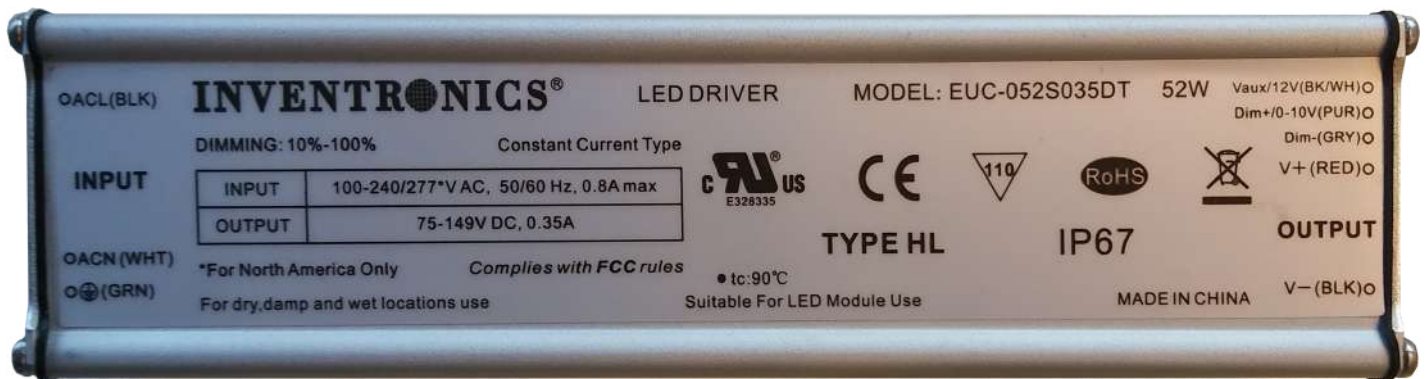 OACL(BLK)
INPUT
OACN (WHT)
O⏚(GRN)
INVENTRONICS®
LED DRIVER
MODEL: EUC-052S035DT 52W
DIMMING: 10%-100%
Constant Current Type
INPUT 100-240/277*V AC, 50/60 Hz, 0.8A max
OUTPUT 75-149V DC, 0.35A
*For North America Only
Complies with FCC rules
For dry,damp and wet locations use
C RU® US
E328335
CE
110
RoHS
TYPE HL
IP67
• tc:90℃
Suitable For LED Module Use
MADE IN CHINA
Vaux/12V(BK/WH)O
Dim+/0-10V(PUR)O
Dim-(GRY)O
V+(RED)O
OUTPUT
V-(BLK)O